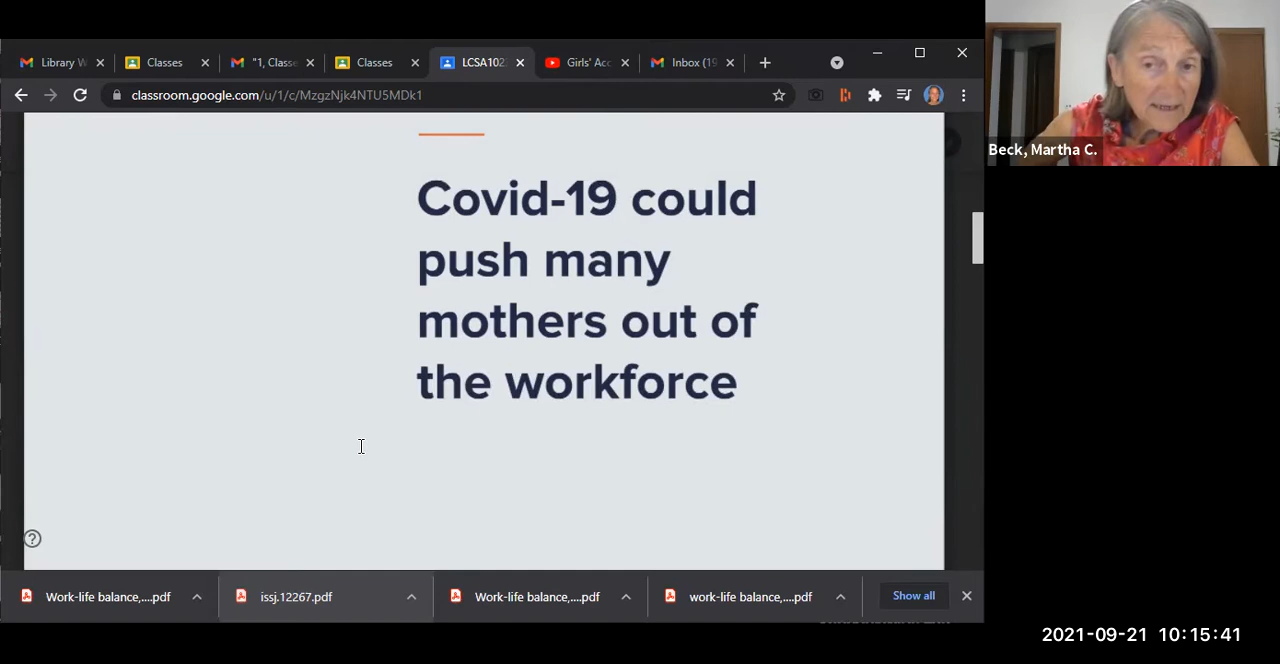 Library W
Classes
"1, Classe
Classes
LCSA102
Girls' Acc
Inbox (19
classroom.google.com/u/1/c/MzgzNjk4NTU5MDk1
Beck, Martha C.
Covid-19 could
push many
mothers out of
the workforce
Work-life balance,....pdf
issj.12267.pdf
Work-life balance,....pdf
work-life balance,....pdf
Show all
2021-09-21 10:15:41